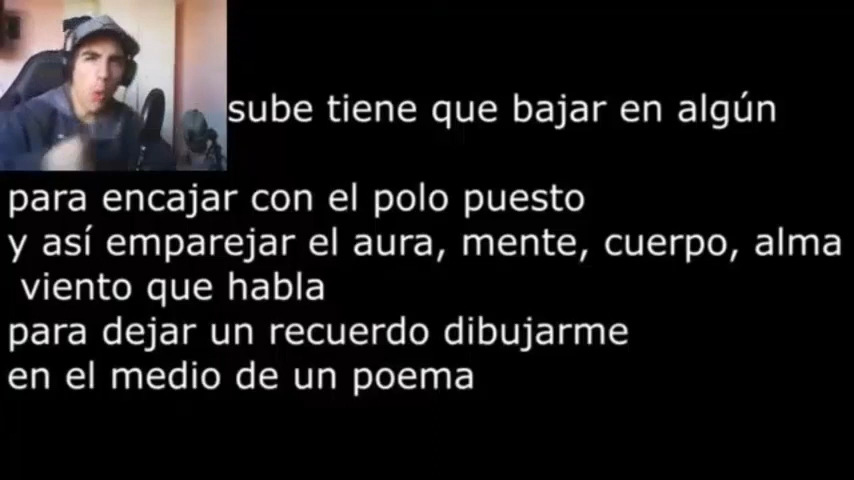 sube tiene que bajar en algún
para encajar con el polo puesto
y así emparejar el aura, mente, cuerpo, alma
viento que habla
para dejar un recuerdo dibujarme
en el medio de un poema